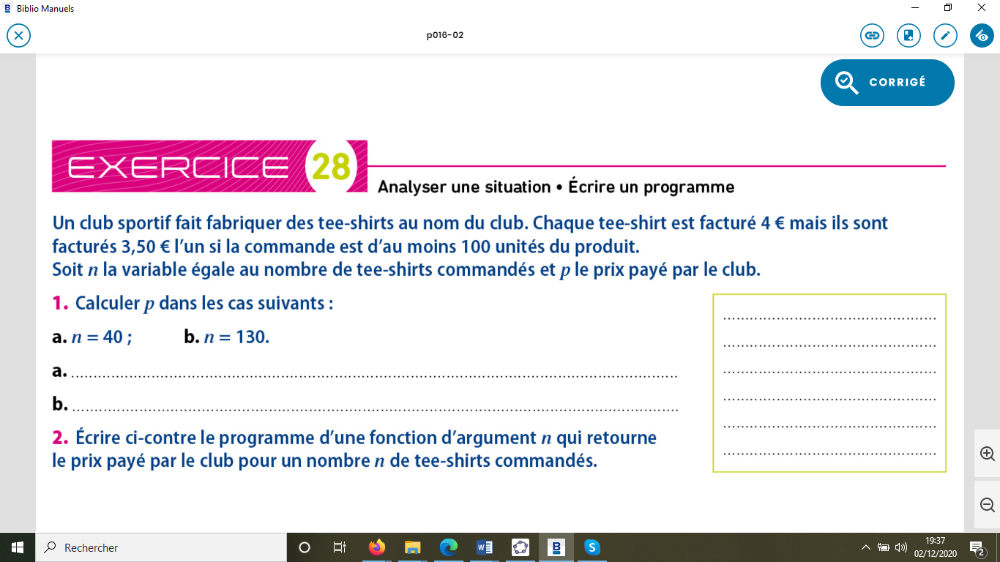 Biblio Manuels
p016-02
CORRIGÉ
EXERCICE 28
Analyser une situation • Écrire un programme
Un club sportif fait fabriquer des tee-shirts au nom du club. Chaque tee-shirt est facturé 4 € mais ils sont
facturés 3,50 € l’un si la commande est d’au moins 100 unités du produit.
Soit n la variable égale au nombre de tee-shirts commandés et p le prix payé par le club.
1. Calculer p dans les cas suivants :
a. n = 40 ; b. n = 130.
a. ....................
b. ....................
2. Écrire ci-contre le programme d’une fonction d’argument n qui retourne
le prix payé par le club pour un nombre n de tee-shirts commandés.
Rechercher
19:37
02/12/2020
2